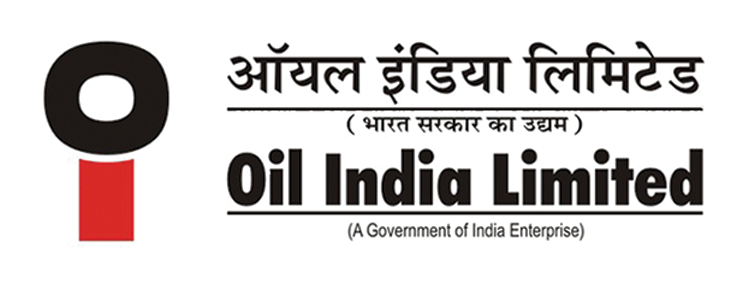 ऑयल इंडिया लिमिटेड
( भारत सरकार का उद्यम )
Oil India Limited
(A Government of India Enterprise)